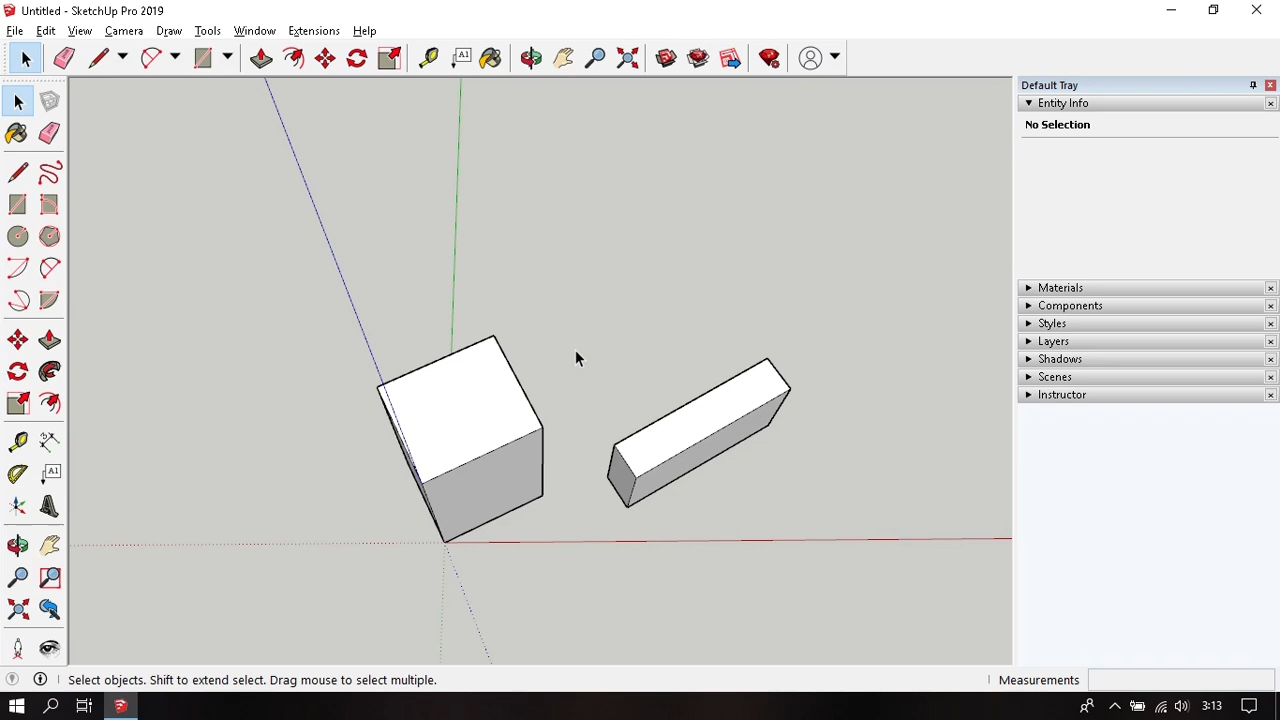 Untitled - SketchUp Pro 2019
File Edit View Camera Draw Tools Window Extensions Help
A1
Default Tray
Entity Info
No Selection
Materials
Components
Styles
Layers
Shadows
Scenes
Instructor
A1
Select objects. Shift to extend select. Drag mouse to select multiple.
Measurements
3:13